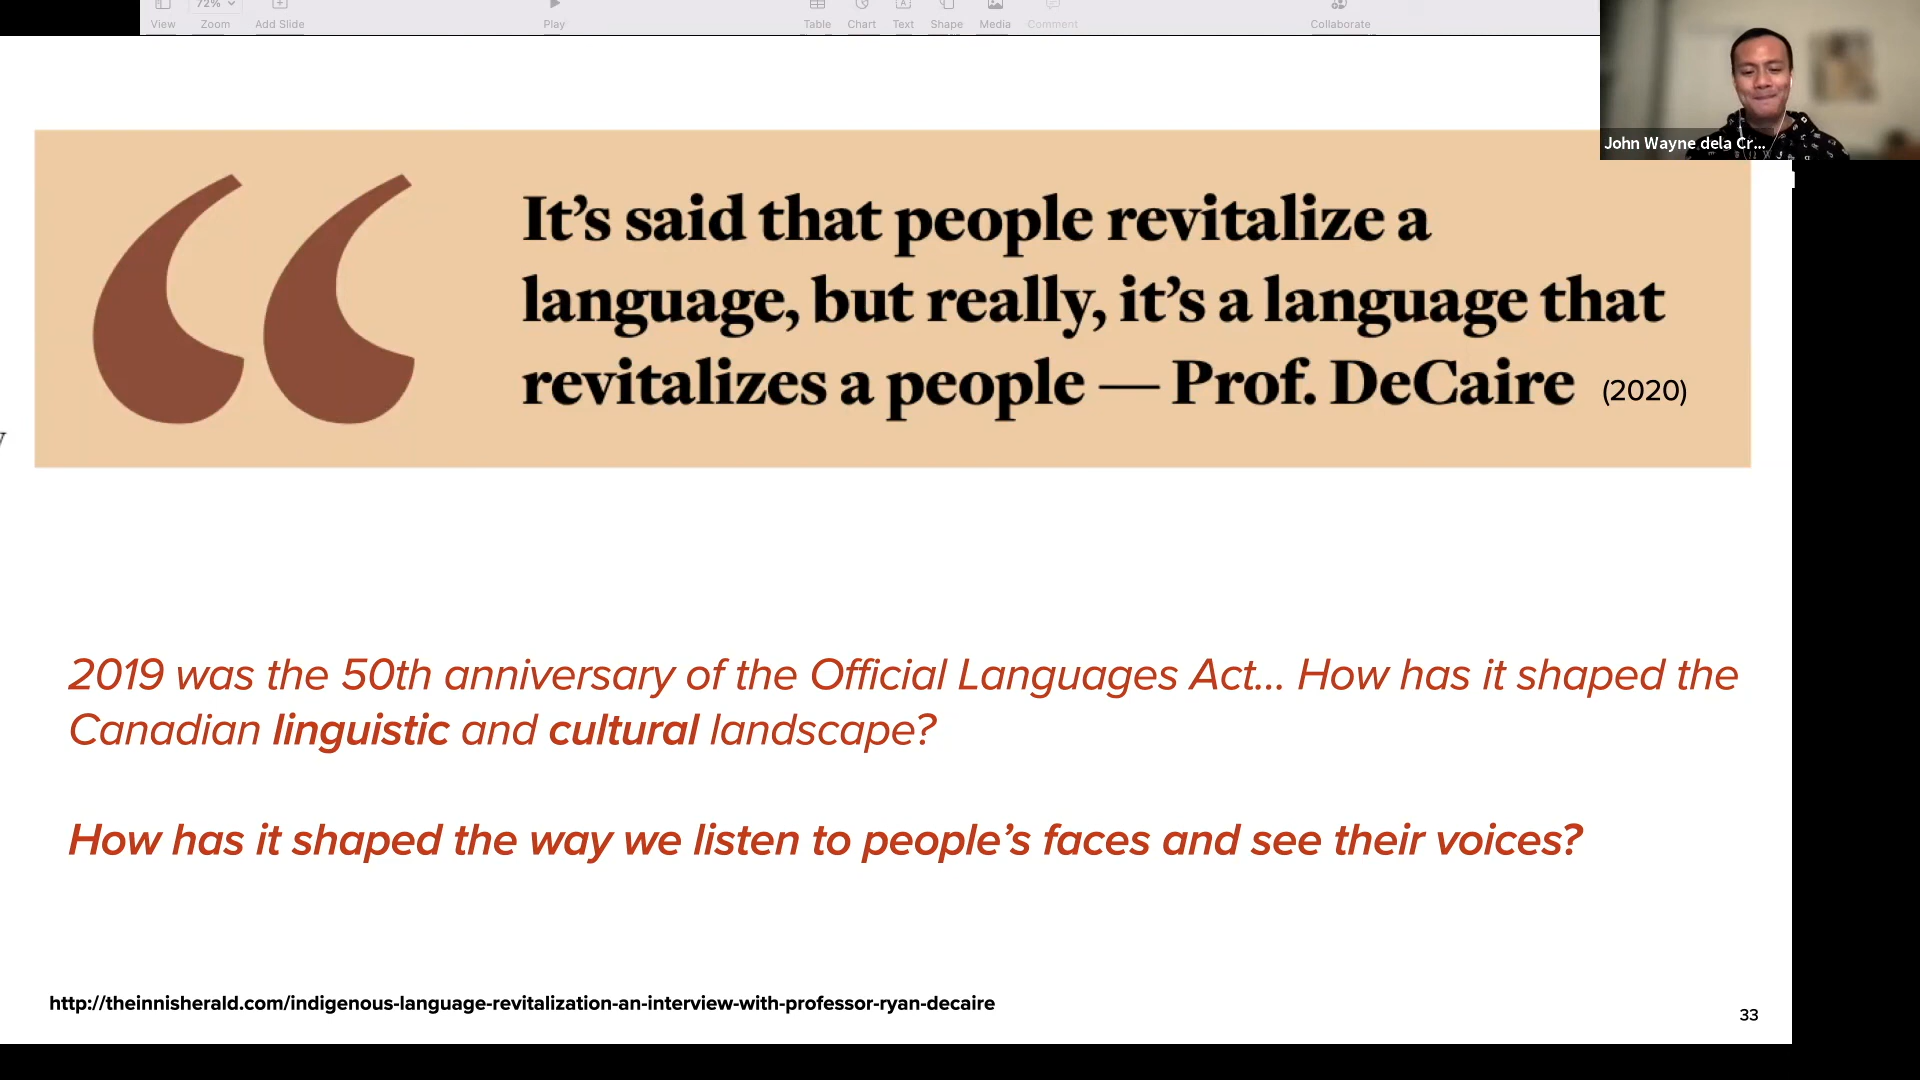 72%
View
Zoom
Add Slide
Play
Table
Chart
Text
Shape
Media
Comment
Collaborate
John Wayne dela Cr...
It’s said that people revitalize a
language, but really, it’s a language that
revitalizes a people — Prof. DeCaire (2020)
y
2019 was the 50th anniversary of the Official Languages Act... How has it shaped the
Canadian linguistic and cultural landscape?
How has it shaped the way we listen to people’s faces and see their voices?
http://theinnisherald.com/indigenous-language-revitalization-an-interview-with-professor-ryan-decaire
33